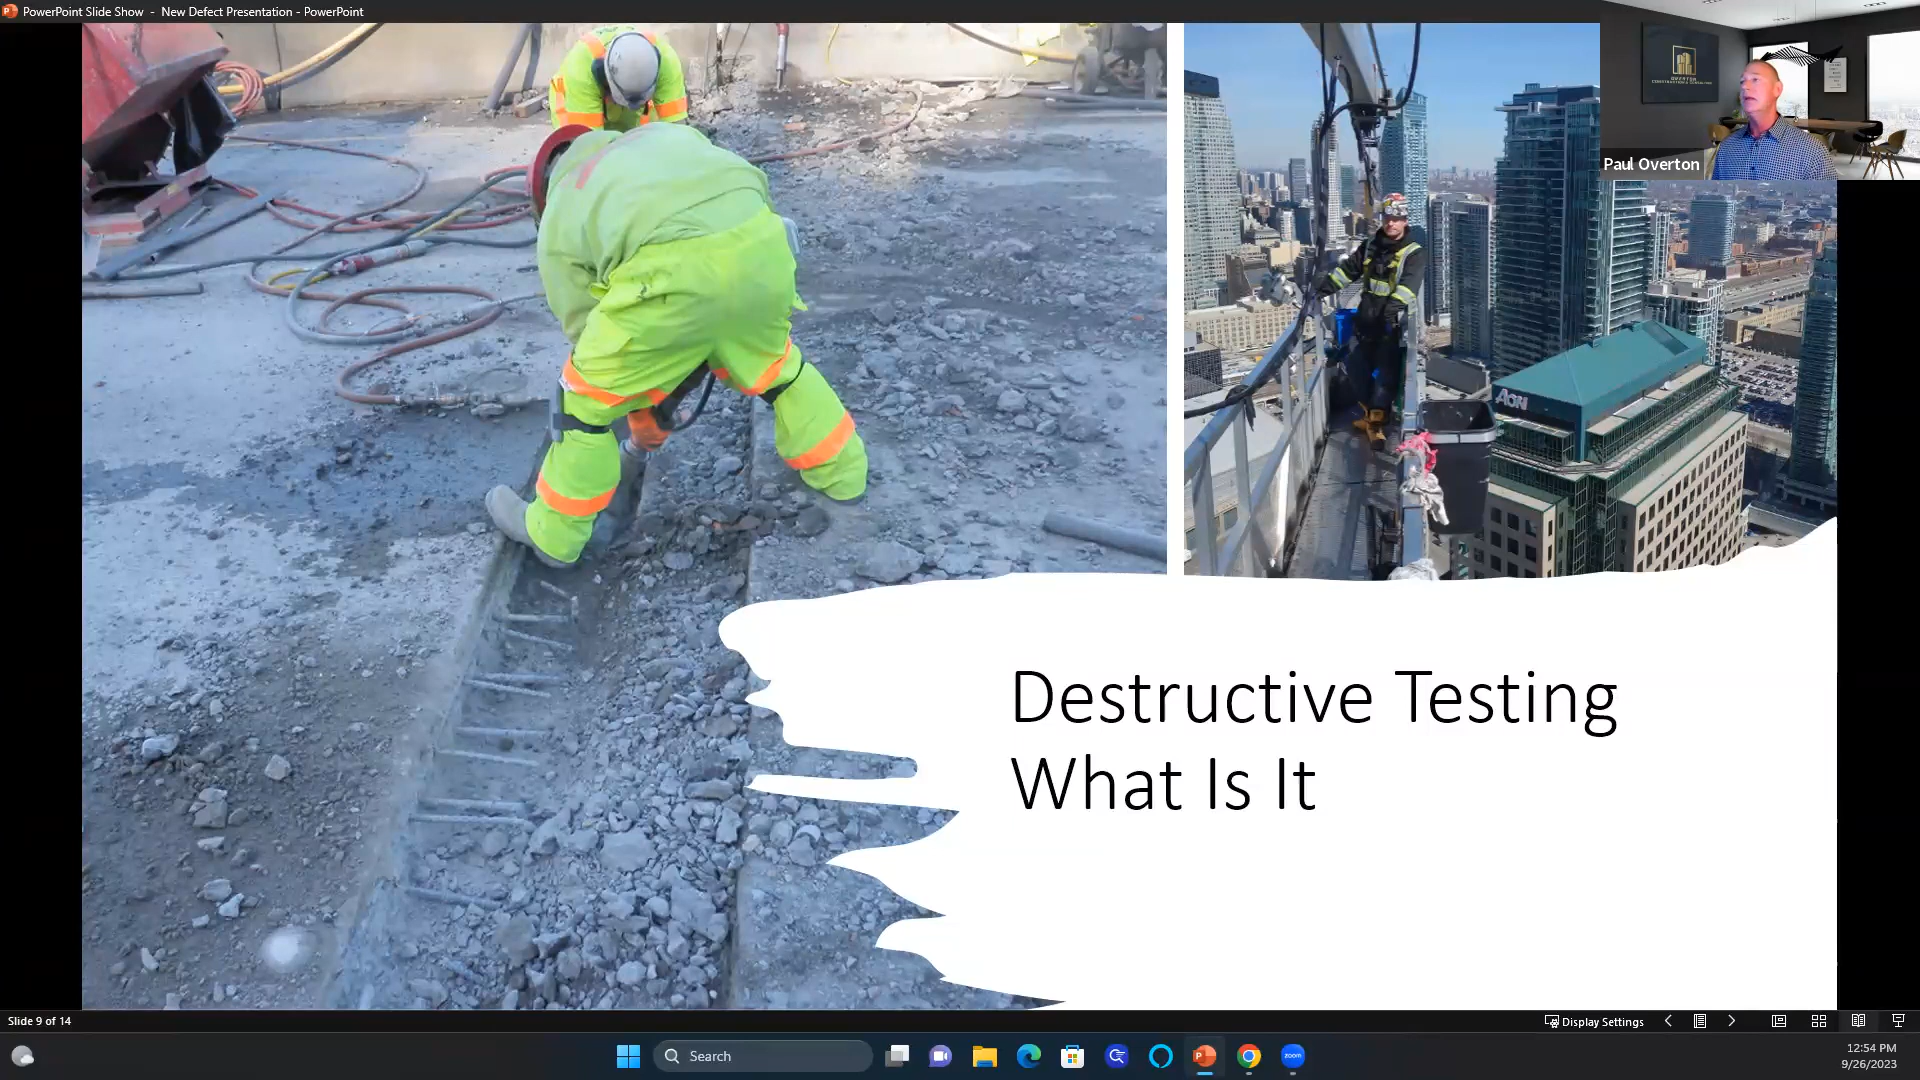 PowerPoint Slide Show - New Defect Presentation - PowerPoint
Paul Overton
AON
Destructive Testing
What Is It
Slide 9 of 14
Display Settings
Search
zoom
12:54 PM
9/26/2023